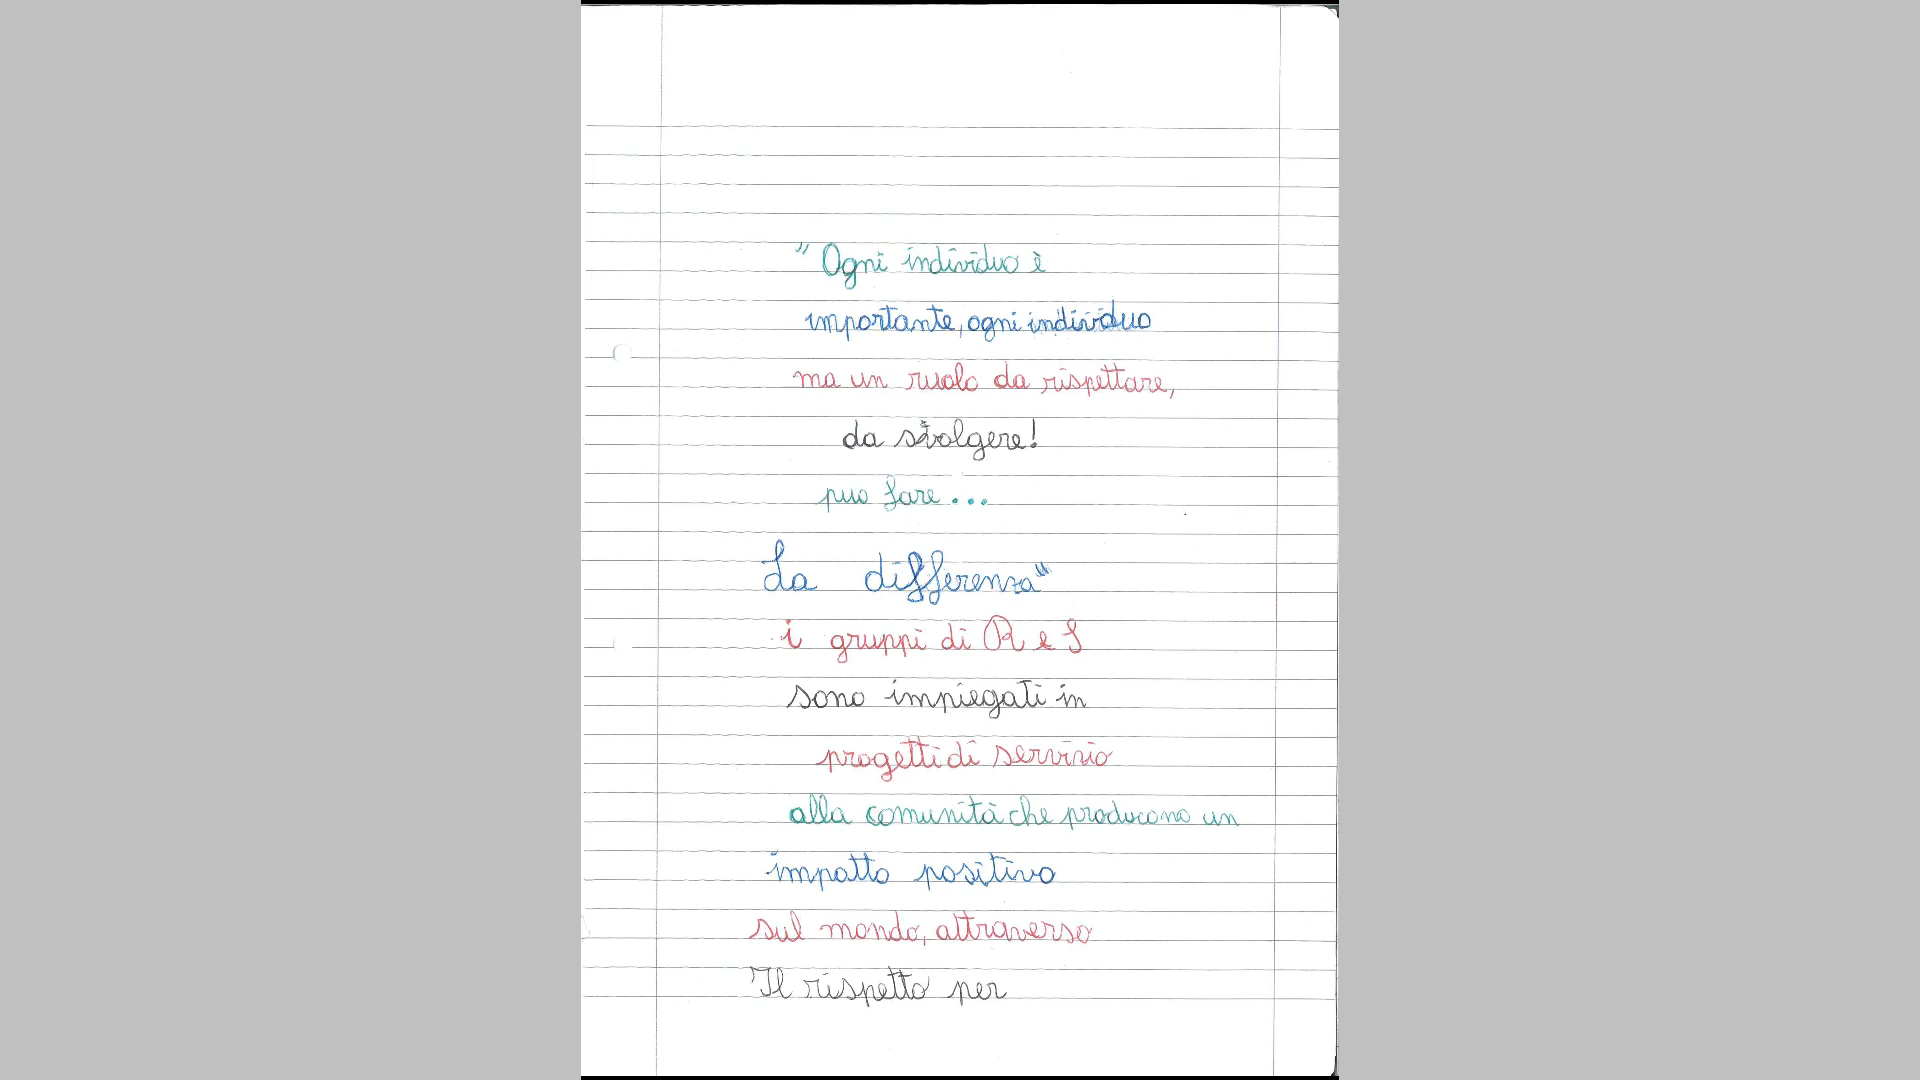 " Ogni individuo è
importante, ogni individuo
ma un ruolo da rispettare,
da svolgere!
puo fare...
La differenza"
i gruppi di R e S
sono impiegati in
progetti di servizio
alla comunità che producono un
impatto positivo
sul mondo, attraverso
Il rispetto per